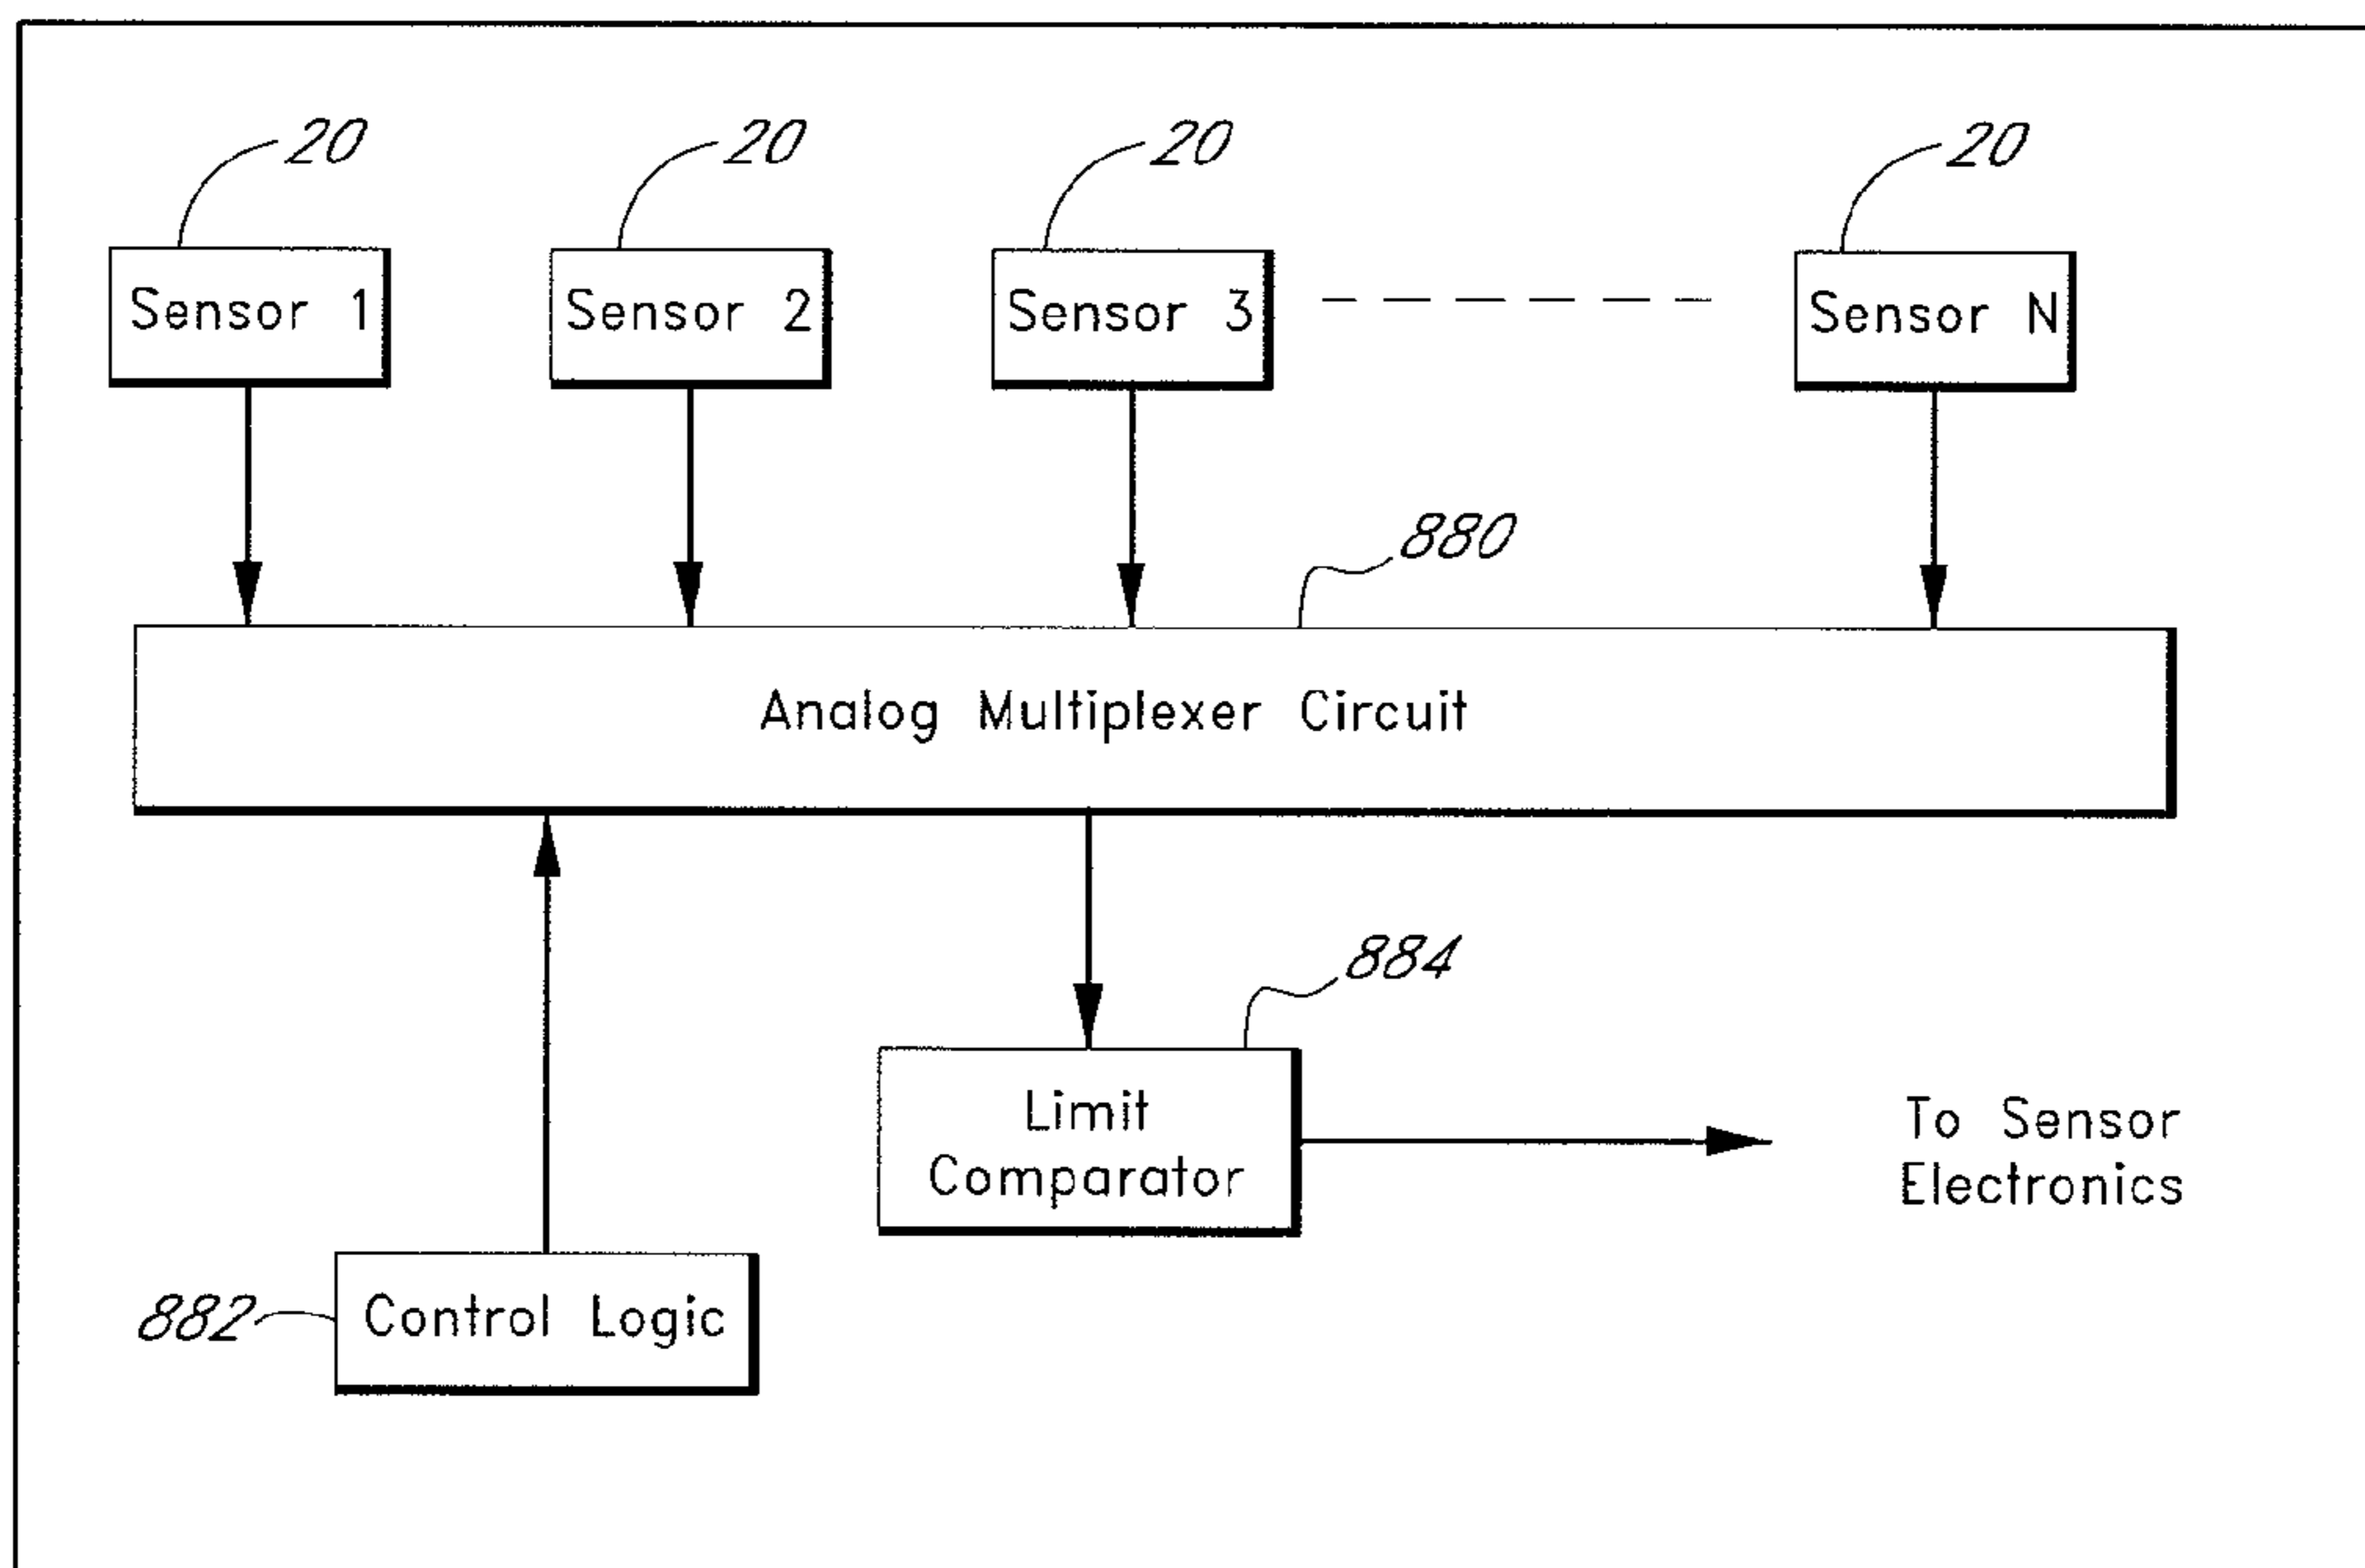 20
20
20
20
Sensor 1
Sensor 2
Sensor 3
Sensor N
880
Analog Multiplexer Circuit
884
Limit
Comparator
To Sensor
Electronics
882
Control Logic